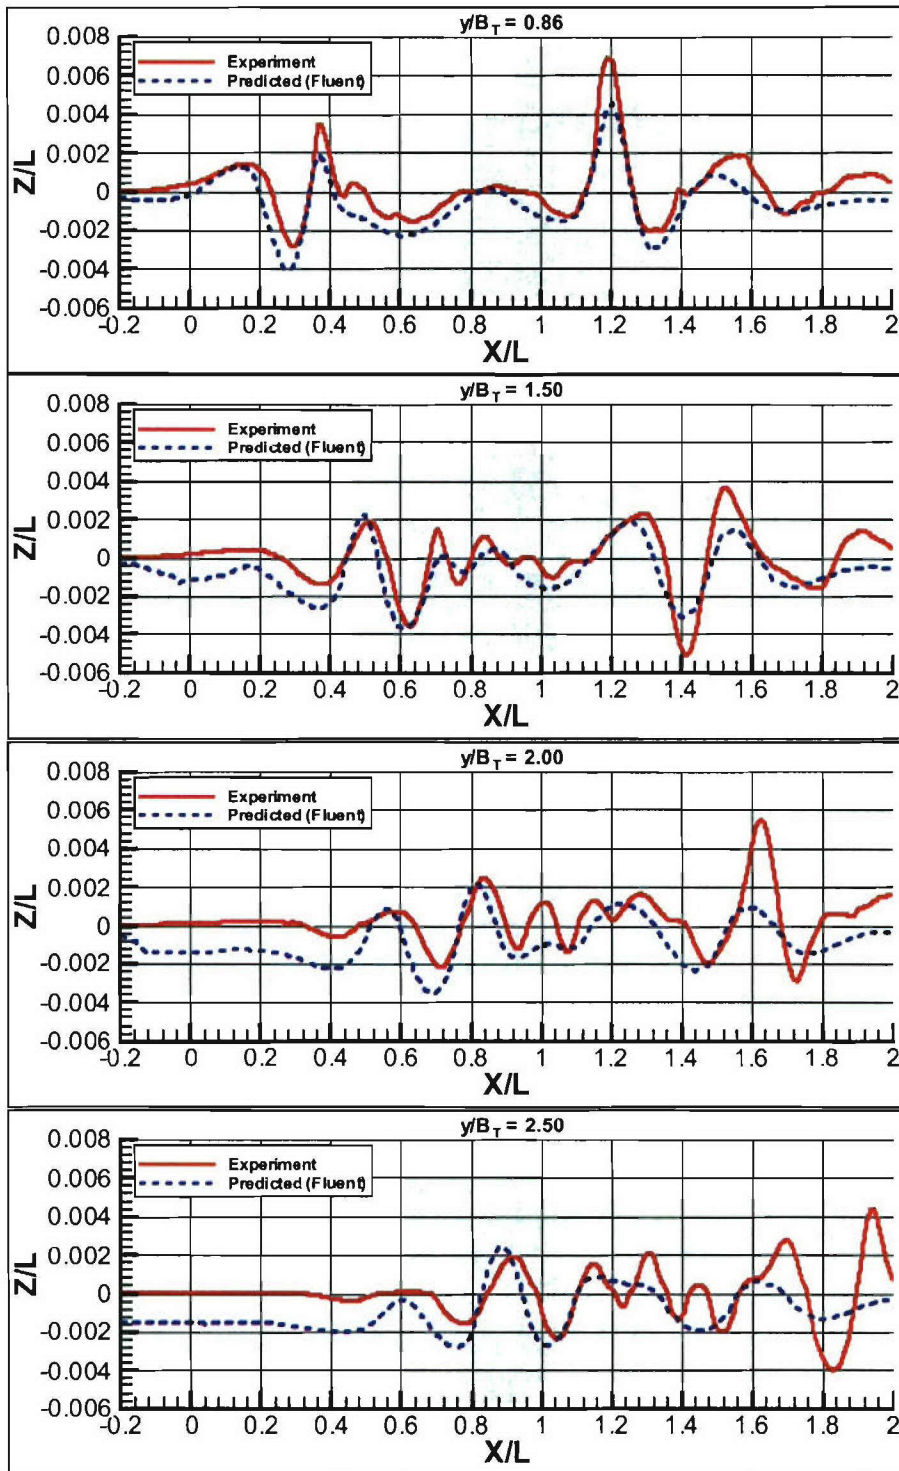 y/B_T = 0.86
Experiment
Predicted (Fluent)
Z/L
0.008
0.006
0.004
0.002
0
-0.002
-0.004
-0.006
-0.2 0 0.2 0.4 0.6 0.8 1 1.2 1.4 1.6 1.8 2
X/L
y/B_T = 1.50
Experiment
Predicted (Fluent)
Z/L
0.008
0.006
0.004
0.002
0
-0.002
-0.004
-0.006
-0.2 0 0.2 0.4 0.6 0.8 1 1.2 1.4 1.6 1.8 2
X/L
y/B_T = 2.00
Experiment
Predicted (Fluent)
Z/L
0.008
0.006
0.004
0.002
0
-0.002
-0.004
-0.006
-0.2 0 0.2 0.4 0.6 0.8 1 1.2 1.4 1.6 1.8 2
X/L
y/B_T = 2.50
Experiment
Predicted (Fluent)
Z/L
0.008
0.006
0.004
0.002
0
-0.002
-0.004
-0.006
-0.2 0 0.2 0.4 0.6 0.8 1 1.2 1.4 1.6 1.8 2
X/L